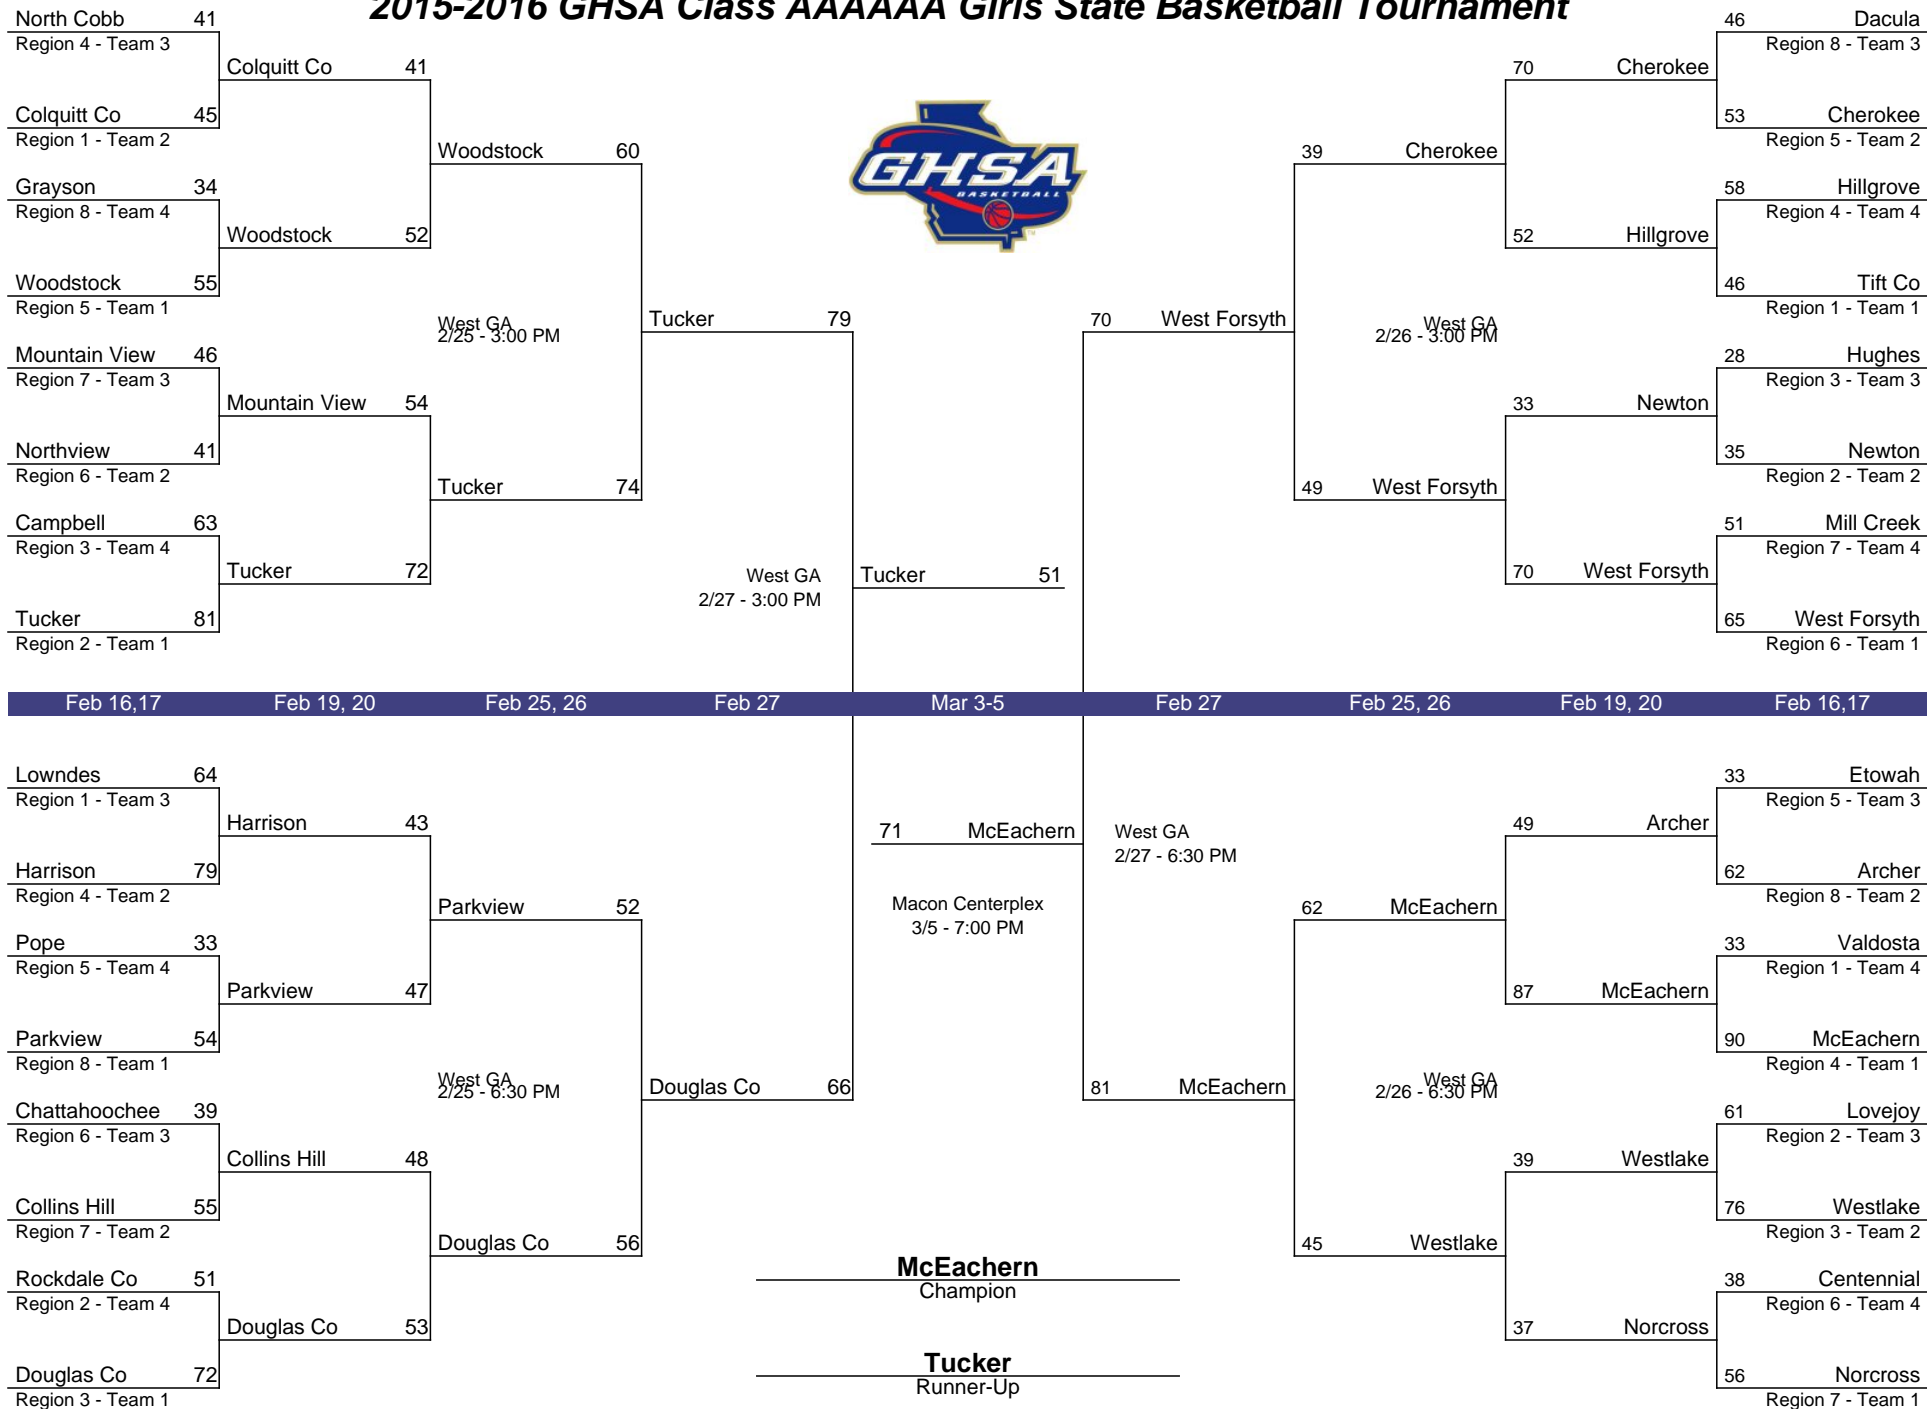 2015-2016 GHSA Class AAAAAA Girls State Basketball Tournament
North Cobb 41
Region 4 - Team 3
Colquitt Co 45
Region 1 - Team 2
Grayson 34
Region 8 - Team 4
Woodstock 55
Region 5 - Team 1
Mountain View 46
Region 7 - Team 3
Northview 41
Region 6 - Team 2
Campbell 63
Region 3 - Team 4
Tucker 81
Region 2 - Team 1
Colquitt Co 41
Woodstock 52
Mountain View 54
Tucker 72
Woodstock 60
West GA
2/25 - 3:00 PM
Tucker 74
Tucker 79
West GA
2/27 - 3:00 PM
Tucker 51
GHSA
BASKETBALL
70 West Forsyth
39 Cherokee
West GA
2/26 - 3:00 PM
49 West Forsyth
70 Cherokee
52 Hillgrove
33 Newton
70 West Forsyth
46 Dacula
Region 8 - Team 3
53 Cherokee
Region 5 - Team 2
58 Hillgrove
Region 4 - Team 4
46 Tift Co
Region 1 - Team 1
28 Hughes
Region 3 - Team 3
35 Newton
Region 2 - Team 2
51 Mill Creek
Region 7 - Team 4
65 West Forsyth
Region 6 - Team 1
Feb 16,17 Feb 19, 20 Feb 25, 26 Feb 27 Mar 3-5 Feb 27 Feb 25, 26 Feb 19, 20 Feb 16,17
Lowndes 64
Region 1 - Team 3
Harrison 79
Region 4 - Team 2
Pope 33
Region 5 - Team 4
Parkview 54
Region 8 - Team 1
Chattahoochee 39
Region 6 - Team 3
Collins Hill 55
Region 7 - Team 2
Rockdale Co 51
Region 2 - Team 4
Douglas Co 72
Region 3 - Team 1
Harrison 43
Parkview 47
Collins Hill 48
Douglas Co 53
Parkview 52
West GA
2/25 - 6:30 PM
Douglas Co 56
Douglas Co 66
71 McEachern
Macon Centerplex
3/5 - 7:00 PM
West GA
2/27 - 6:30 PM
81 McEachern
62 McEachern
West GA
2/26 - 6:30 PM
45 Westlake
49 Archer
87 McEachern
39 Westlake
37 Norcross
33 Etowah
Region 5 - Team 3
62 Archer
Region 8 - Team 2
33 Valdosta
Region 1 - Team 4
90 McEachern
Region 4 - Team 1
61 Lovejoy
Region 2 - Team 3
76 Westlake
Region 3 - Team 2
38 Centennial
Region 6 - Team 4
56 Norcross
Region 7 - Team 1
McEachern
Champion
Tucker
Runner-Up